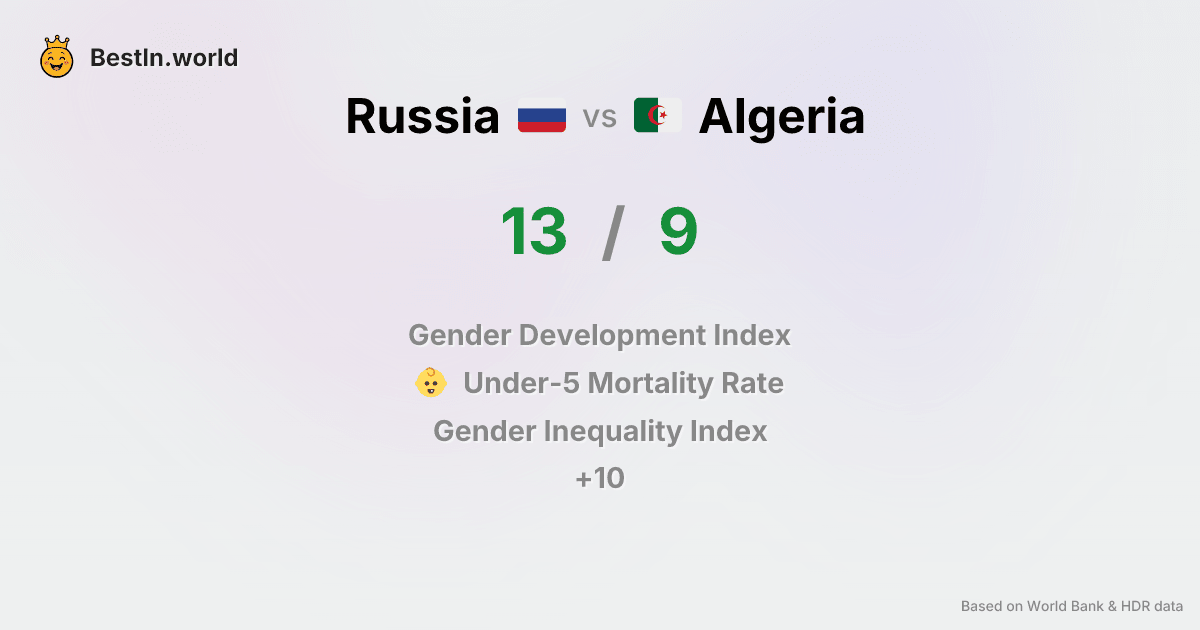 BestIn.world
Russia vs Algeria
13 / 9
Gender Development Index
Under-5 Mortality Rate
Gender Inequality Index
+10
Based on World Bank & HDR data